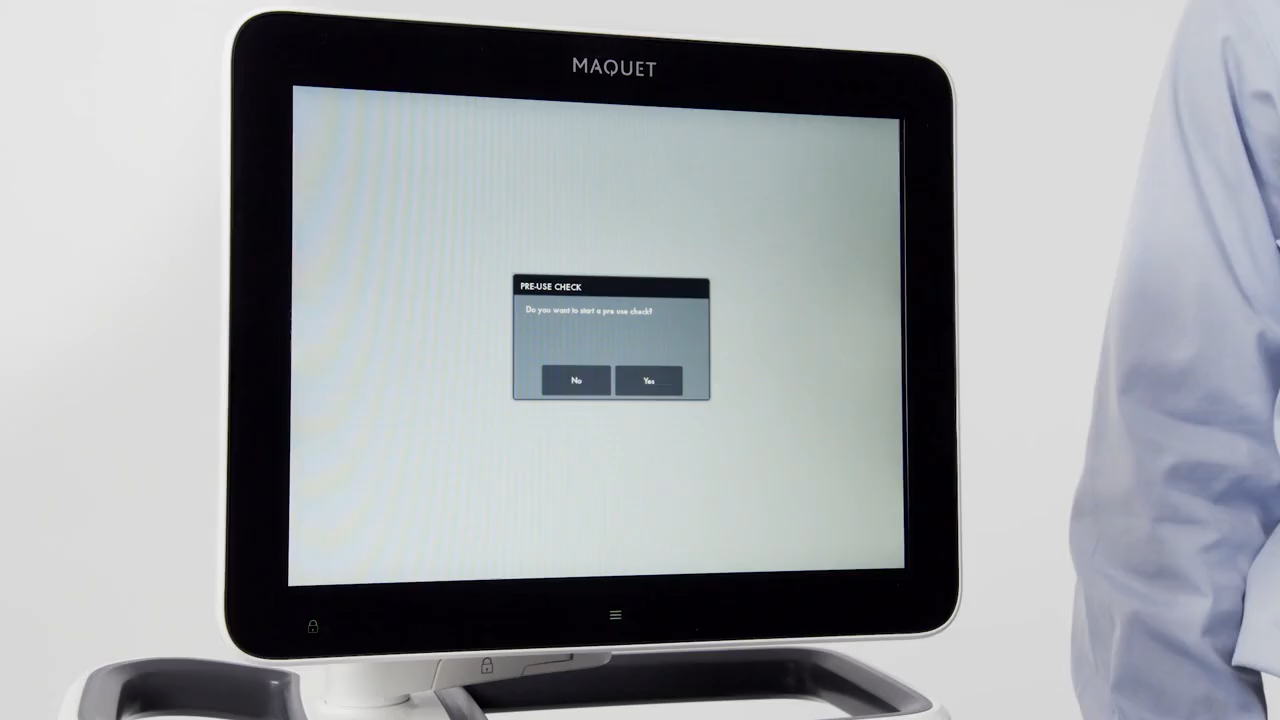 MAQUET
PRE-USE CHECK
Do you want to start a pre use check?
No
Yes